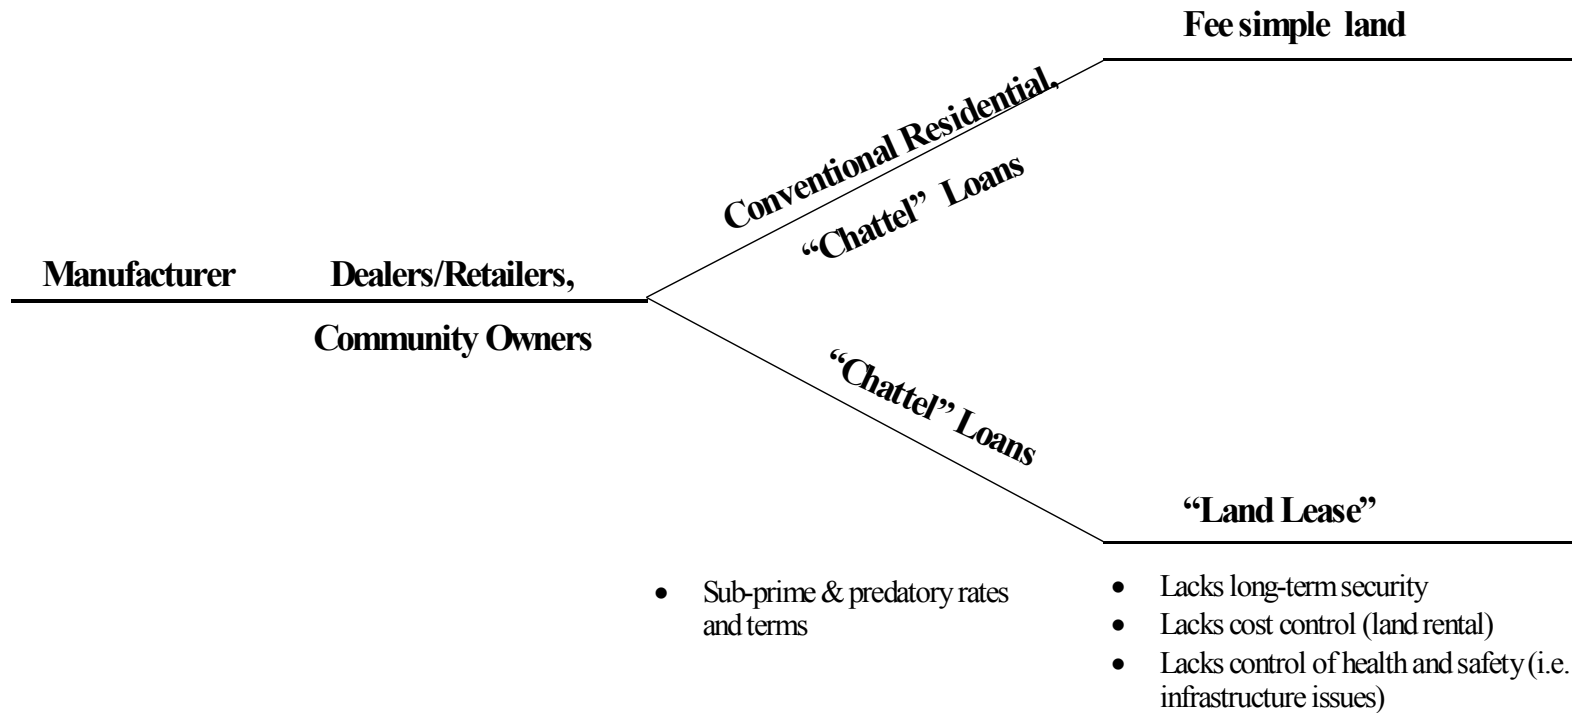 Fee simple land
Conventional Residential,
“Chattel” Loans
Manufacturer
Dealers/Retailers,
Community Owners
“Chattel” Loans
“Land Lease”
• Sub-prime & predatory rates
and terms
• Lacks long-term security
• Lacks cost control (land rental)
• Lacks control of health and safety (i.e.
infrastructure issues)